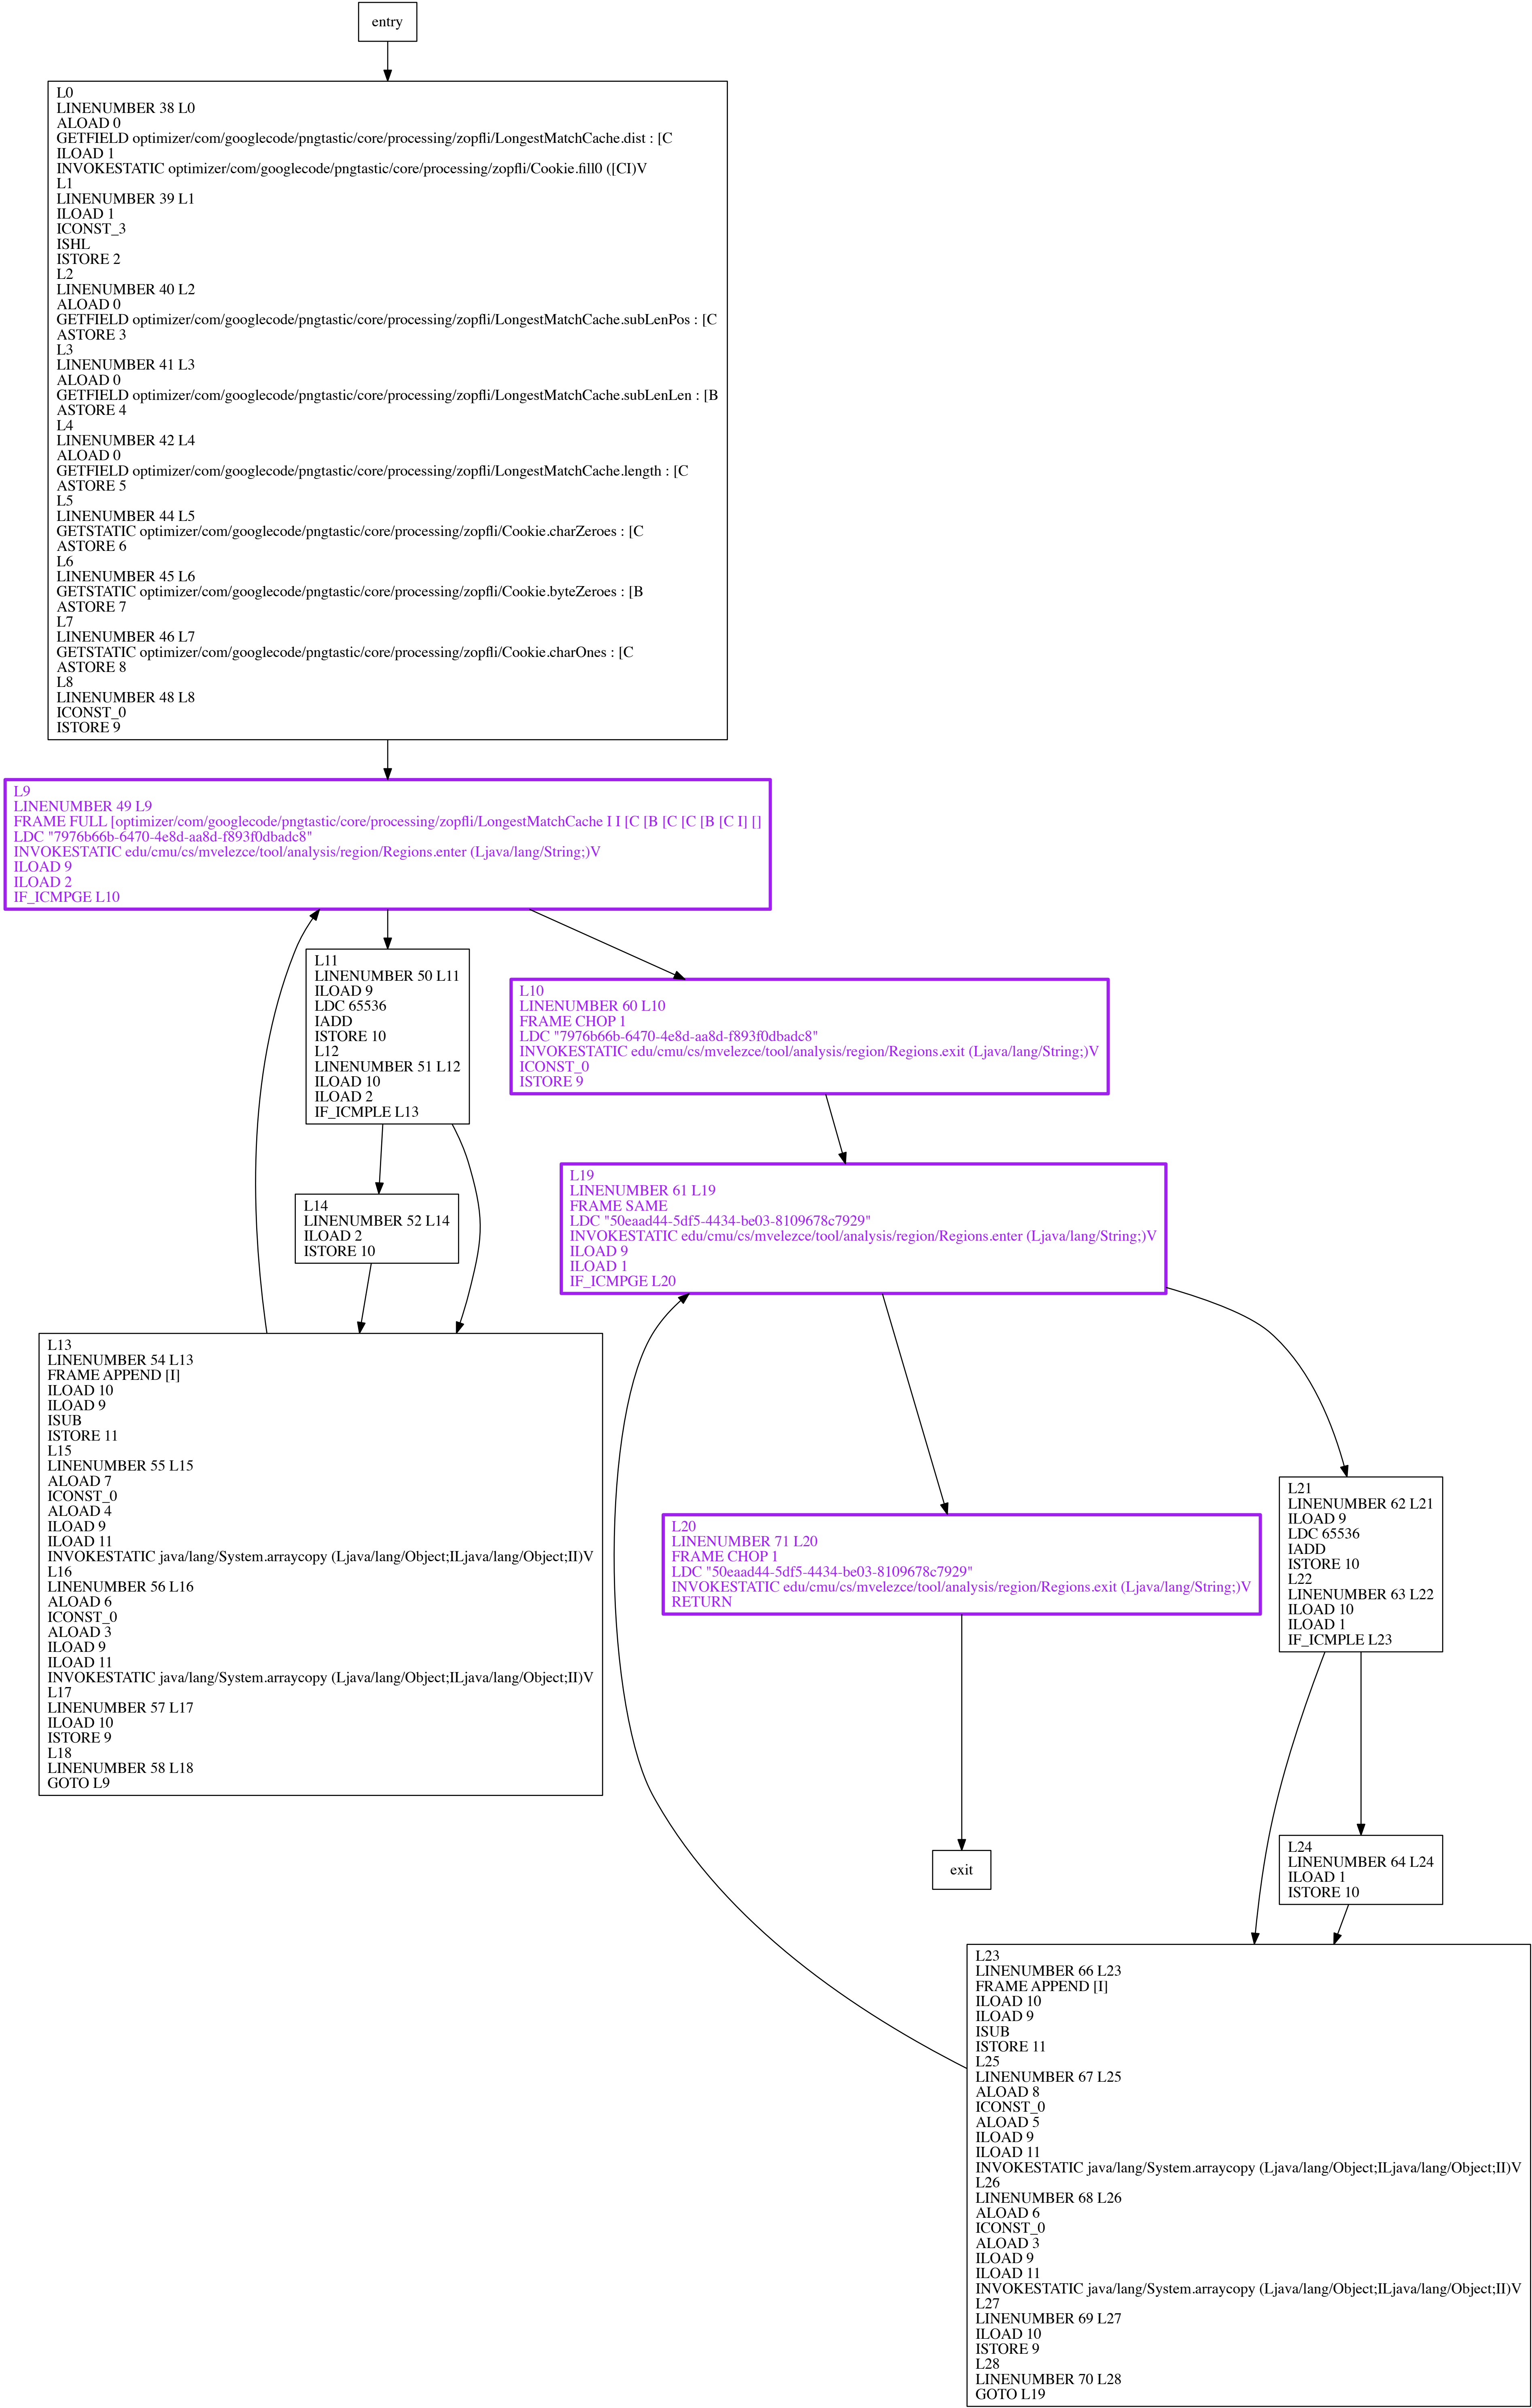 entry
L0
LINENUMBER 38 L0
ALOAD 0
GETFIELD optimizer/com/googlecode/pngtastic/core/processing/zopfli/LongestMatchCache.dist : [C
ILOAD 1
INVOKESTATIC optimizer/com/googlecode/pngtastic/core/processing/zopfli/Cookie.fill0 ([CI)V
L1
LINENUMBER 39 L1
ILOAD 1
ICONST_3
ISHL
ISTORE 2
L2
LINENUMBER 40 L2
ALOAD 0
GETFIELD optimizer/com/googlecode/pngtastic/core/processing/zopfli/LongestMatchCache.subLenPos : [C
ASTORE 3
L3
LINENUMBER 41 L3
ALOAD 0
GETFIELD optimizer/com/googlecode/pngtastic/core/processing/zopfli/LongestMatchCache.subLenLen : [B
ASTORE 4
L4
LINENUMBER 42 L4
ALOAD 0
GETFIELD optimizer/com/googlecode/pngtastic/core/processing/zopfli/LongestMatchCache.length : [C
ASTORE 5
L5
LINENUMBER 44 L5
GETSTATIC optimizer/com/googlecode/pngtastic/core/processing/zopfli/Cookie.charZeroes : [C
ASTORE 6
L6
LINENUMBER 45 L6
GETSTATIC optimizer/com/googlecode/pngtastic/core/processing/zopfli/Cookie.byteZeroes : [B
ASTORE 7
L7
LINENUMBER 46 L7
GETSTATIC optimizer/com/googlecode/pngtastic/core/processing/zopfli/Cookie.charOnes : [C
ASTORE 8
L8
LINENUMBER 48 L8
ICONST_0
ISTORE 9
L9
LINENUMBER 49 L9
FRAME FULL [optimizer/com/googlecode/pngtastic/core/processing/zopfli/LongestMatchCache I I [C [B [C [C [B [C I] []
LDC "7976b66b-6470-4e8d-aa8d-f893f0dbadc8"
INVOKESTATIC edu/cmu/cs/mvelezce/tool/analysis/region/Regions.enter (Ljava/lang/String;)V
ILOAD 9
ILOAD 2
IF_ICMPGE L10
L11
LINENUMBER 50 L11
ILOAD 9
LDC 65536
IADD
ISTORE 10
L12
LINENUMBER 51 L12
ILOAD 10
ILOAD 2
IF_ICMPLE L13
L10
LINENUMBER 60 L10
FRAME CHOP 1
LDC "7976b66b-6470-4e8d-aa8d-f893f0dbadc8"
INVOKESTATIC edu/cmu/cs/mvelezce/tool/analysis/region/Regions.exit (Ljava/lang/String;)V
ICONST_0
ISTORE 9
L14
LINENUMBER 52 L14
ILOAD 2
ISTORE 10
L19
LINENUMBER 61 L19
FRAME SAME
LDC "50eaad44-5df5-4434-be03-8109678c7929"
INVOKESTATIC edu/cmu/cs/mvelezce/tool/analysis/region/Regions.enter (Ljava/lang/String;)V
ILOAD 9
ILOAD 1
IF_ICMPGE L20
L13
LINENUMBER 54 L13
FRAME APPEND [I]
ILOAD 10
ILOAD 9
ISUB
ISTORE 11
L15
LINENUMBER 55 L15
ALOAD 7
ICONST_0
ALOAD 4
ILOAD 9
ILOAD 11
INVOKESTATIC java/lang/System.arraycopy (Ljava/lang/Object;ILjava/lang/Object;II)V
L16
LINENUMBER 56 L16
ALOAD 6
ICONST_0
ALOAD 3
ILOAD 9
ILOAD 11
INVOKESTATIC java/lang/System.arraycopy (Ljava/lang/Object;ILjava/lang/Object;II)V
L17
LINENUMBER 57 L17
ILOAD 10
ISTORE 9
L18
LINENUMBER 58 L18
GOTO L9
L20
LINENUMBER 71 L20
FRAME CHOP 1
LDC "50eaad44-5df5-4434-be03-8109678c7929"
INVOKESTATIC edu/cmu/cs/mvelezce/tool/analysis/region/Regions.exit (Ljava/lang/String;)V
RETURN
L21
LINENUMBER 62 L21
ILOAD 9
LDC 65536
IADD
ISTORE 10
L22
LINENUMBER 63 L22
ILOAD 10
ILOAD 1
IF_ICMPLE L23
exit
L24
LINENUMBER 64 L24
ILOAD 1
ISTORE 10
L23
LINENUMBER 66 L23
FRAME APPEND [I]
ILOAD 10
ILOAD 9
ISUB
ISTORE 11
L25
LINENUMBER 67 L25
ALOAD 8
ICONST_0
ALOAD 5
ILOAD 9
ILOAD 11
INVOKESTATIC java/lang/System.arraycopy (Ljava/lang/Object;ILjava/lang/Object;II)V
L26
LINENUMBER 68 L26
ALOAD 6
ICONST_0
ALOAD 3
ILOAD 9
ILOAD 11
INVOKESTATIC java/lang/System.arraycopy (Ljava/lang/Object;ILjava/lang/Object;II)V
L27
LINENUMBER 69 L27
ILOAD 10
ISTORE 9
L28
LINENUMBER 70 L28
GOTO L19